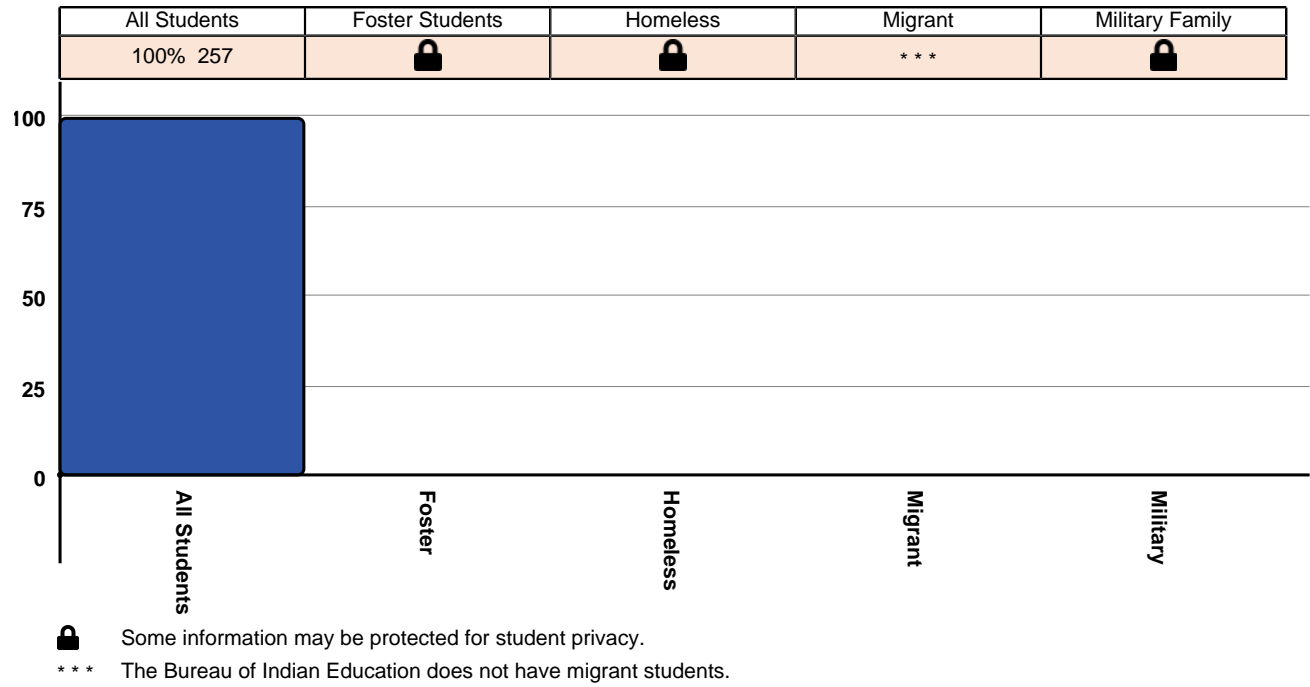 All Students Foster Students Homeless Migrant Military Family
100% 257 * * *
100
75
50
25
0
All Students
Foster
Homeless
Migrant
Military
Some information may be protected for student privacy.
* * * The Bureau of Indian Education does not have migrant students.